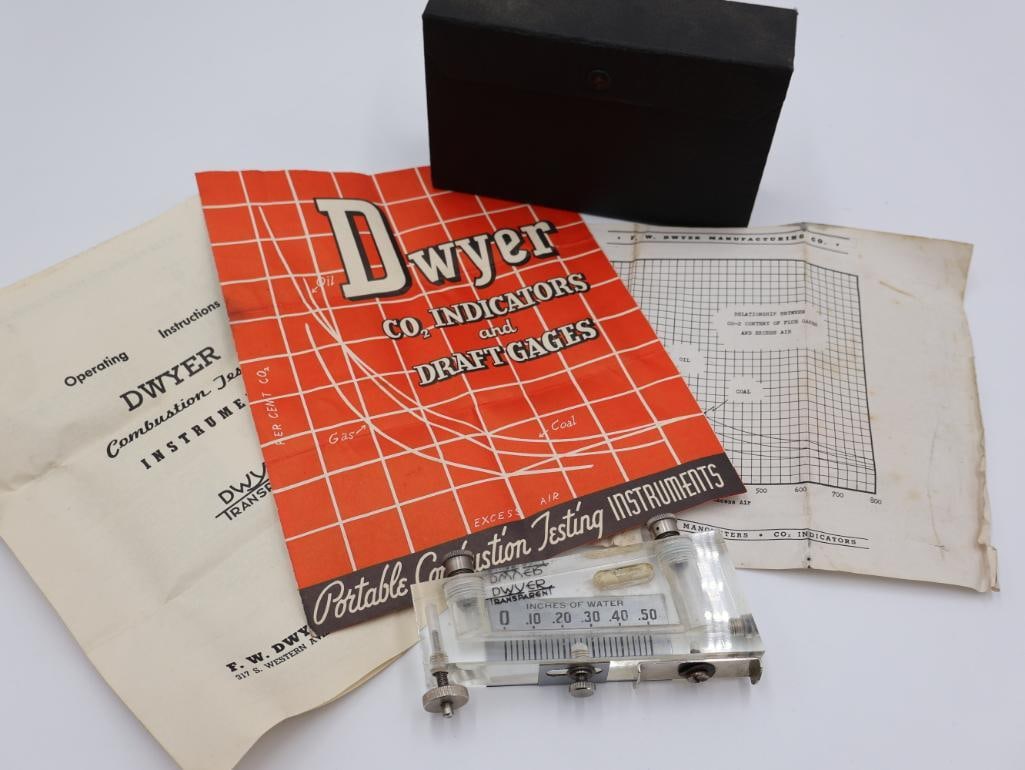 Operating Instructions
DWYER
Combustion
INSTRUME
DWY
TRANSP
F. W. DWY
317 S. WESTERN A
Dwyer
CO₂ INDICATORS
and
DRAFT GAGES
Oil
PER CENT CO₂
Gas
Coal
EXCESS AIR
Portable Combustion Testing INSTRUMENTS
• F. W. DWYER MANUFACTURING CO. •
RELATIONSHIP BETWEEN
CO-2 CONTENT OF FLUE GASES
AND EXCESS AIR
OIL
COAL
500 600 700 800
cess Air
MANOMETERS • CO₂ INDICATORS
DWYER
DWYER
TRANSPARENT
INCHES OF WATER
0 .10 .20 .30 .40 .50